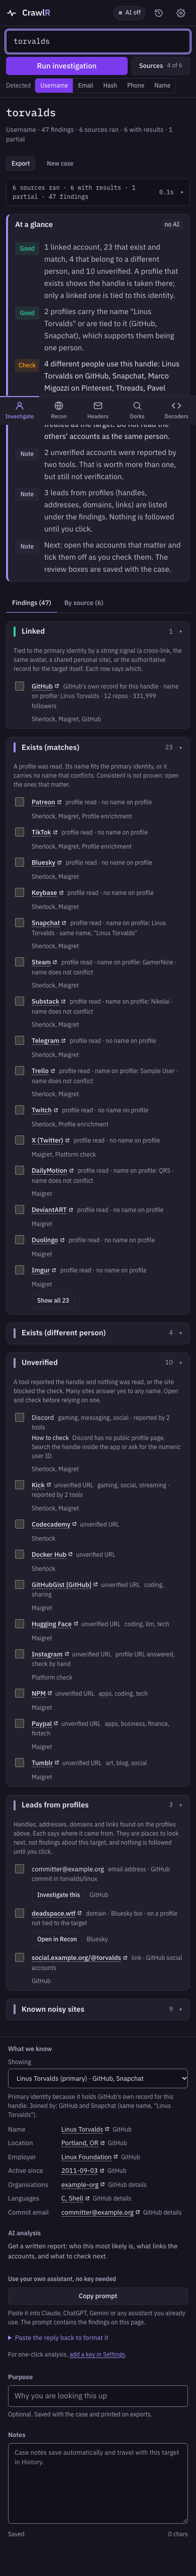 CrawlR
AI off
torvalds
Run investigation
Sources 4 of 6
Detected Username Email Hash Phone Name
torvalds
Username · 47 findings · 6 sources ran · 6 with results · 1
partial
Export New case
6 sources ran · 6 with results · 1
partial · 47 findings
0.1s
At a glance
no AI
Good
1 linked account, 23 that exist and
match, 4 that belong to a different
person, and 10 unverified. A profile that
exists shows the handle is taken there;
only a linked one is tied to this identity.
Good
2 profiles carry the name "Linus
Torvalds" or are tied to it (GitHub,
Snapchat), which supports them being
one person.
Check
4 different people use this handle: Linus
Torvalds on GitHub, Snapchat, Marco
Migozzi on Pinterest, Threads, Pavel
Investigate
Recon
Headers
Dorks
Decoders
treated as the target. Do not read the
others' accounts as the same person.
Note
2 unverified accounts were reported by
two tools. That is worth more than one,
but still not verification.
Note
3 leads from profiles (handles,
addresses, domains, links) are listed
under the findings. Nothing is followed
until you click.
Note
Next: open the accounts that matter and
tick them off as you check them. The
review boxes are saved with the case.
Findings (47)
By source (6)
Linked
1
Tied to the primary identity by a strong signal (a cross-link, the
same avatar, a shared personal site), or the authoritative
record for the target itself. Each row says which.
GitHub GitHub's own record for this handle · name
on profile: Linus Torvalds · 12 repos · 331,999
followers
Sherlock, Maigret, GitHub
Exists (matches)
23
A profile was read. Its name fits the primary identity, or it
carries no name that conflicts. Consistent is not proven: open
the ones that matter.
Patreon profile read · no name on profile
Sherlock, Maigret, Profile enrichment
TikTok profile read · no name on profile
Sherlock, Maigret, Profile enrichment
Bluesky profile read · no name on profile
Sherlock, Maigret
Keybase profile read · no name on profile
Sherlock, Maigret
Snapchat profile read · name on profile: Linus
Torvalds · same name, "Linus Torvalds"
Sherlock, Maigret
Steam profile read · name on profile: GamerNine ·
name does not conflict
Sherlock, Maigret
Substack profile read · name on profile: Nikolai ·
name does not conflict
Sherlock, Maigret
Telegram profile read · no name on profile
Sherlock, Maigret
Trello profile read · name on profile: Sample User ·
name does not conflict
Sherlock, Maigret
Twitch profile read · no name on profile
Sherlock, Profile enrichment
X (Twitter) profile read · no name on profile
Maigret, Platform check
DailyMotion profile read · name on profile: QRS ·
name does not conflict
Maigret
DeviantART profile read · no name on profile
Maigret
Duolingo profile read · no name on profile
Maigret
Imgur profile read · no name on profile
Maigret
Show all 23
Exists (different person)
4
Unverified
10
A tool reported the handle and nothing was read, or the site
blocked the check. Many sites answer yes to any name. Open
and check before relying on one.
Discord gaming, messaging, social · reported by 2
tools
How to check Discord has no public profile page.
Search the handle inside the app or ask for the numeric
user ID.
Sherlock, Maigret
Kick unverified URL gaming, social, streaming ·
reported by 2 tools
Sherlock, Maigret
Codecademy unverified URL
Sherlock
Docker Hub unverified URL
Sherlock
GitHubGist [GitHub] unverified URL coding,
sharing
Maigret
Hugging Face unverified URL coding, llm, tech
Maigret
Instagram unverified URL profile URL answered,
check by hand
Platform check
NPM unverified URL apps, coding, tech
Maigret
Paypal unverified URL apps, business, finance,
fintech
Maigret
Tumblr unverified URL art, blog, social
Maigret
Leads from profiles
3
Handles, addresses, domains and links found on the profiles
above. Each says where it came from. They are places to look
next, not findings about this target, and nothing is followed
until you click.
committer@example.org email address · GitHub
commit in torvalds/linux
Investigate this GitHub
deadspace.wtf domain · Bluesky bio · on a profile
not tied to the target
Open in Recon Bluesky
social.example.org/@torvalds link · GitHub social
accounts
GitHub
Known noisy sites
9
What we know
Showing
Linus Torvalds (primary) · GitHub, Snapchat
Primary identity because it holds GitHub's own record for this
handle. Joined by: GitHub and Snapchat (same name, "Linus
Torvalds").
Name Linus Torvalds GitHub
Location Portland, OR GitHub
Employer Linux Foundation GitHub
Active since 2011-09-03 GitHub
Organisations example-org GitHub details
Languages C, Shell GitHub details
Commit email committer@example.org GitHub details
AI analysis
Get a written report: who this most likely is, what links the
accounts, and what to check next.
Use your own assistant, no key needed
Copy prompt
Paste it into Claude, ChatGPT, Gemini or any assistant you already
use. The prompt contains the findings on this page.
Paste the reply back to format it
For one-click analysis, add a key in Settings.
Purpose
Why you are looking this up
Optional. Saved with the case and printed on exports.
Notes
Case notes save automatically and travel with this target
in History.
Saved
0 chars